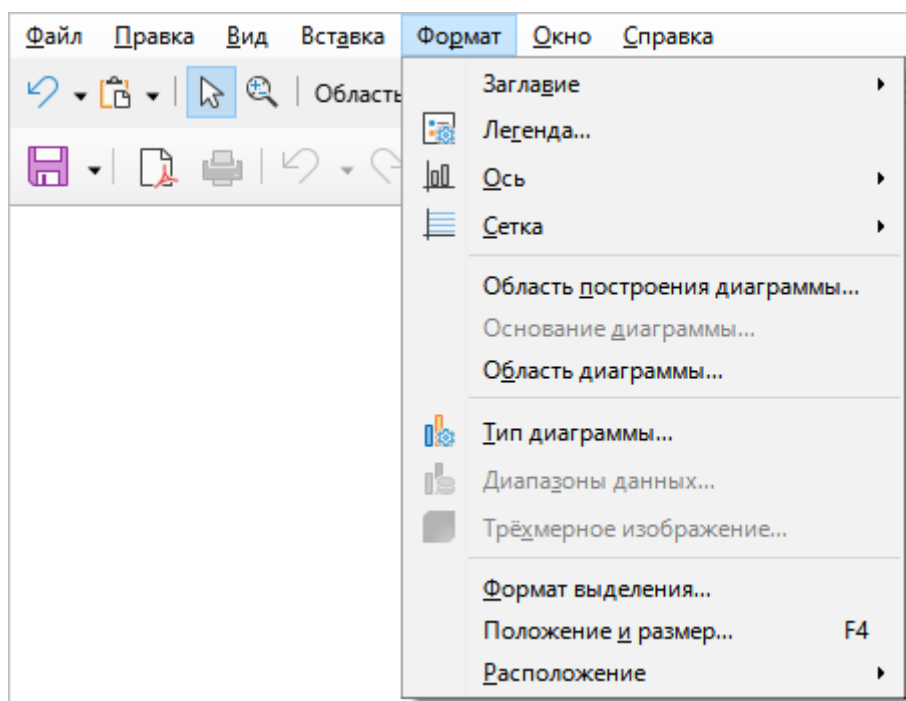 Файл Правка Вид Вставка Формат Окно Справка
Область
Заглавие
Легенда...
Ось
Сетка
Область построения диаграммы...
Основание диаграммы...
Область диаграммы...
Тип диаграммы...
Диапазоны данных...
Трёхмерное изображение...
Формат выделения...
Положение и размер... F4
Расположение